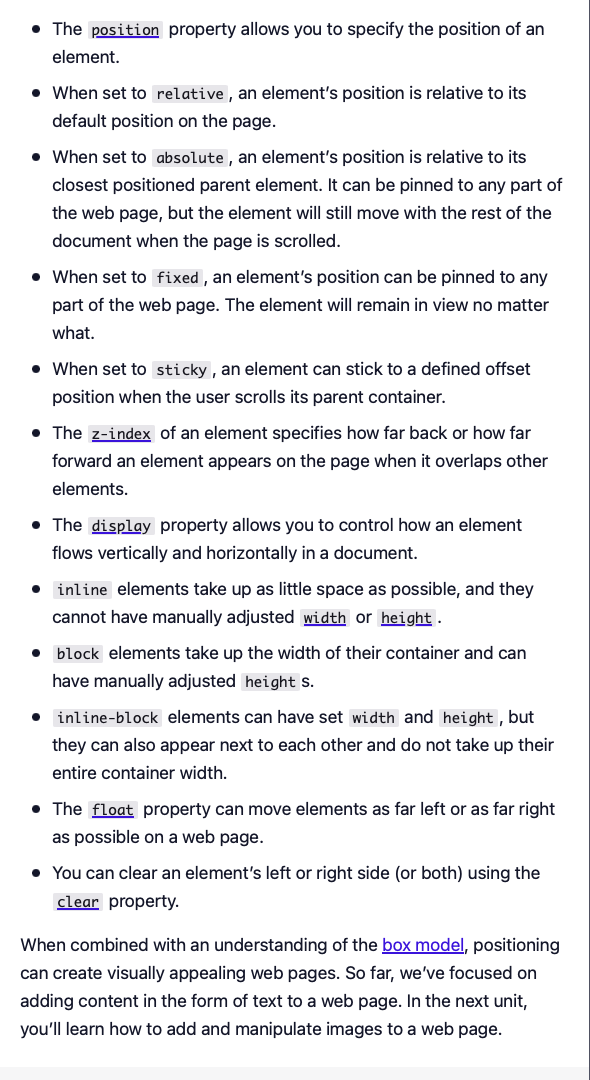 • The position property allows you to specify the position of an
element.
• When set to relative, an element’s position is relative to its
default position on the page.
• When set to absolute, an element’s position is relative to its
closest positioned parent element. It can be pinned to any part of
the web page, but the element will still move with the rest of the
document when the page is scrolled.
• When set to fixed, an element’s position can be pinned to any
part of the web page. The element will remain in view no matter
what.
• When set to sticky, an element can stick to a defined offset
position when the user scrolls its parent container.
• The z-index of an element specifies how far back or how far
forward an element appears on the page when it overlaps other
elements.
• The display property allows you to control how an element
flows vertically and horizontally in a document.
• inline elements take up as little space as possible, and they
cannot have manually adjusted width or height.
• block elements take up the width of their container and can
have manually adjusted heights.
• inline-block elements can have set width and height, but
they can also appear next to each other and do not take up their
entire container width.
• The float property can move elements as far left or as far right
as possible on a web page.
• You can clear an element’s left or right side (or both) using the
clear property.
When combined with an understanding of the box model, positioning
can create visually appealing web pages. So far, we’ve focused on
adding content in the form of text to a web page. In the next unit,
you’ll learn how to add and manipulate images to a web page.